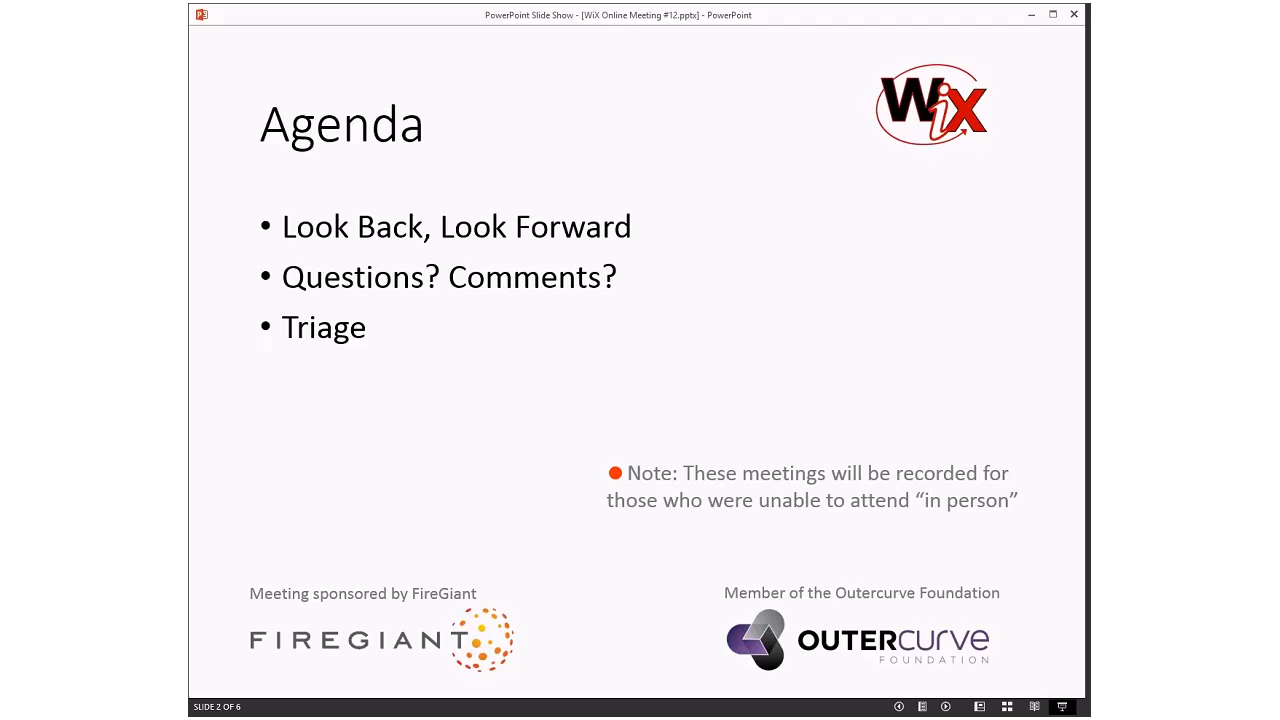 PowerPoint Slide Show - [WiX Online Meeting #12.pptx] - PowerPoint
WiX
Agenda
• Look Back, Look Forward
• Questions? Comments?
• Triage
Note: These meetings will be recorded for
those who were unable to attend “in person”
Meeting sponsored by FireGiant
FIREGIANT
Member of the Outercurve Foundation
OUTERCURVE
FOUNDATION
SLIDE 2 OF 6